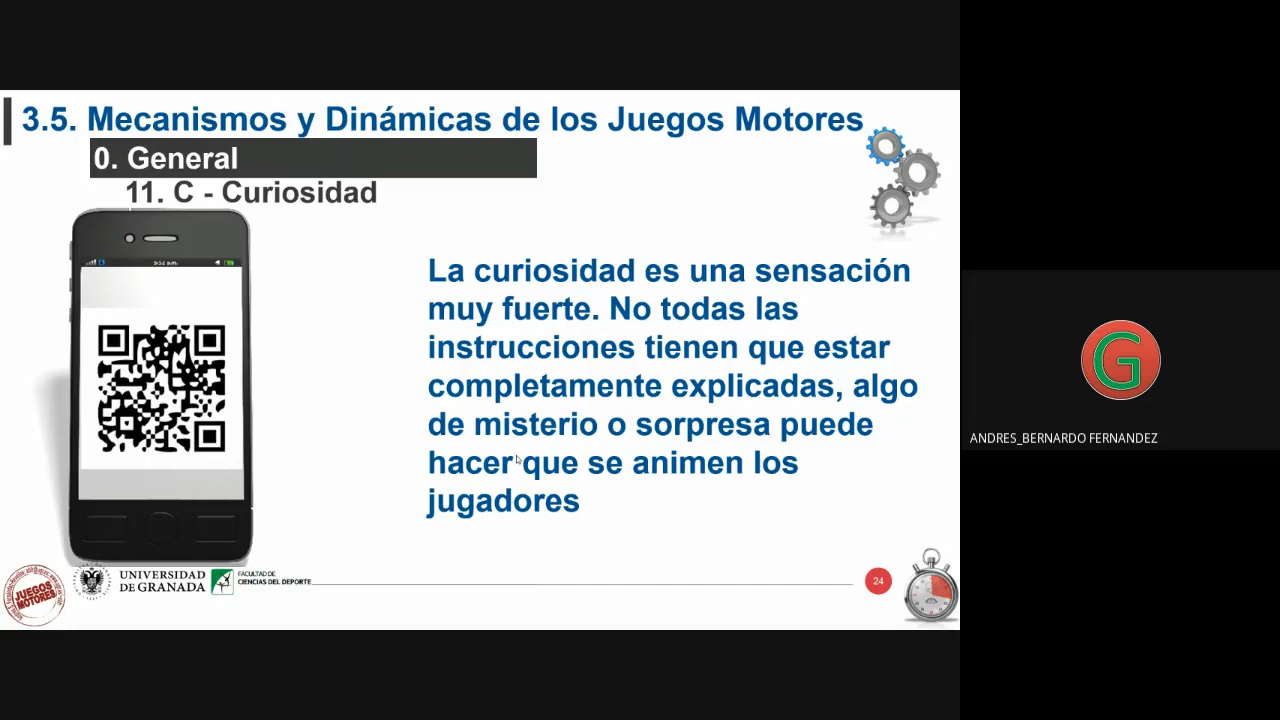 3.5. Mecanismos y Dinámicas de los Juegos Motores
0. General
11. C - Curiosidad
La curiosidad es una sensación
muy fuerte. No todas las
instrucciones tienen que estar
completamente explicadas, algo
de misterio o sorpresa puede
hacer que se animen los
jugadores
JUEGOS
MOTORES
UNIVERSIDAD
DE GRANADA
FACULTAD DE
CIENCIAS DEL DEPORTE
24
G
ANDRES_BERNARDO FERNANDEZ